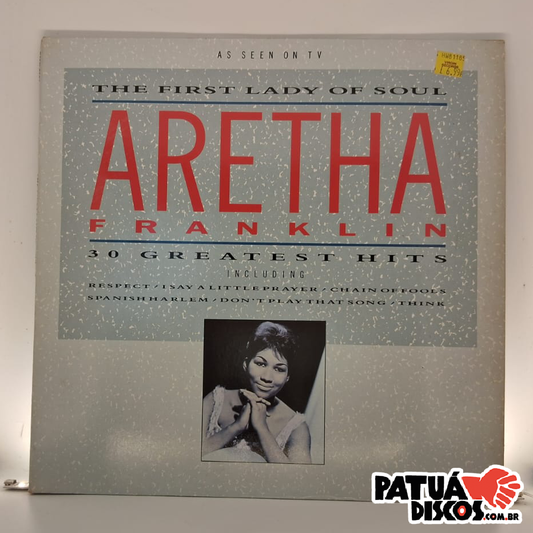 AS SEEN ON TV
THE FIRST LADY OF SOUL
ARETHA
FRANKLIN
30 GREATEST HITS
INCLUDING
RESPECT / I SAY A LITTLE PRAYER / CHAIN OF FOOLS
SPANISH HARLEM / DON'T PLAY THAT SONG / THINK
PATUÁ
DISCOS.COM.BR